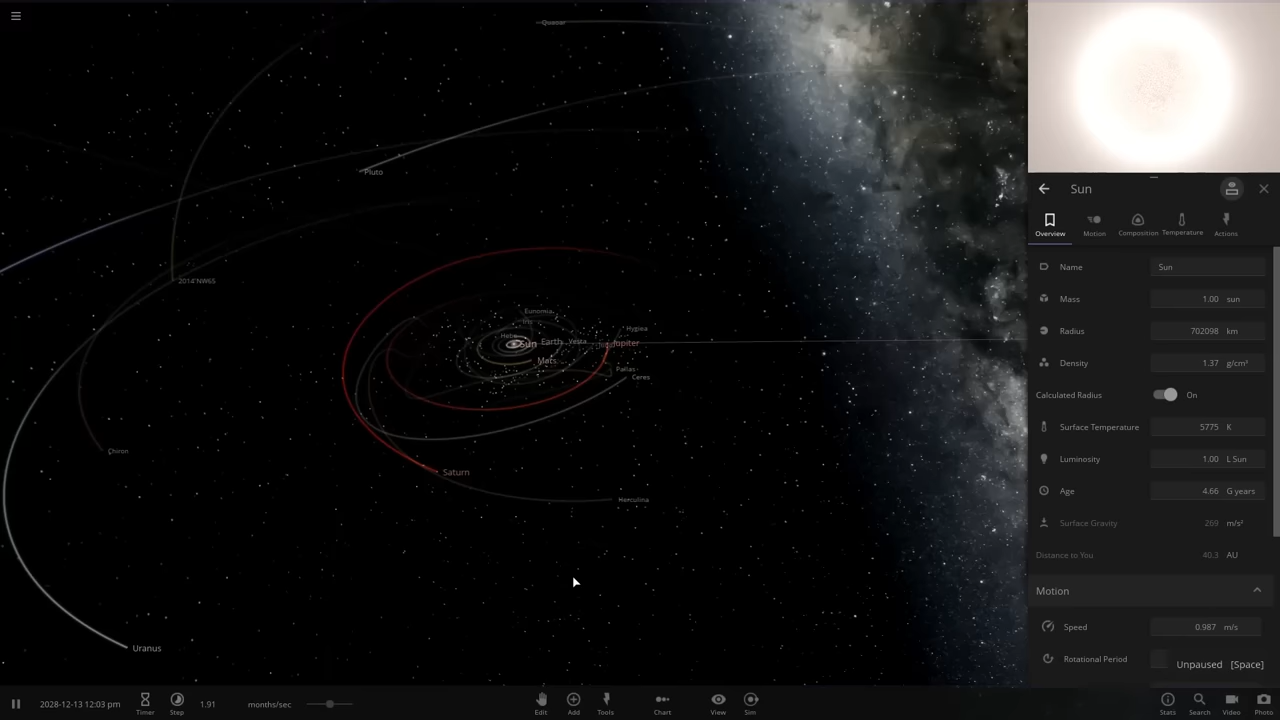 Quaoar
Pluto
2014 NW65
Eunomia
Iris
Hebe
Sun
Earth
Vesta
Hygiea
Jupiter
Mars
Pallas
Ceres
Chiron
Saturn
Herculina
Uranus
Sun
Overview
Motion
Composition
Temperature
Actions
Name Sun
Mass 1.00 sun
Radius 702098 km
Density 1.37 g/cm³
Calculated Radius On
Surface Temperature 5775 K
Luminosity 1.00 L Sun
Age 4.66 G years
Surface Gravity 269 m/s²
Distance to You 40.3 AU
Motion
Speed 0.987 m/s
Rotational Period
Unpaused [Space]
2028-12-13 12:03 pm
Timer
Step
1.91 months/sec
Edit
Add
Tools
Chart
View
Sim
Stats
Search
Video
Photo